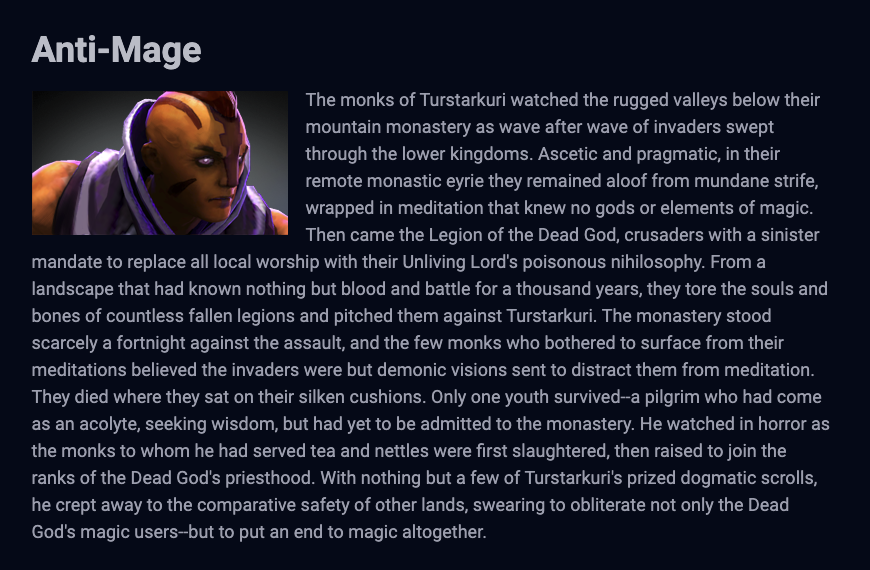 Anti-Mage
The monks of Turstarkuri watched the rugged valleys below their
mountain monastery as wave after wave of invaders swept
through the lower kingdoms. Ascetic and pragmatic, in their
remote monastic eyrie they remained aloof from mundane strife,
wrapped in meditation that knew no gods or elements of magic.
Then came the Legion of the Dead God, crusaders with a sinister
mandate to replace all local worship with their Unliving Lord's poisonous nihilosophy. From a
landscape that had known nothing but blood and battle for a thousand years, they tore the souls and
bones of countless fallen legions and pitched them against Turstarkuri. The monastery stood
scarcely a fortnight against the assault, and the few monks who bothered to surface from their
meditations believed the invaders were but demonic visions sent to distract them from meditation.
They died where they sat on their silken cushions. Only one youth survived--a pilgrim who had come
as an acolyte, seeking wisdom, but had yet to be admitted to the monastery. He watched in horror as
the monks to whom he had served tea and nettles were first slaughtered, then raised to join the
ranks of the Dead God's priesthood. With nothing but a few of Turstarkuri's prized dogmatic scrolls,
he crept away to the comparative safety of other lands, swearing to obliterate not only the Dead
God's magic users--but to put an end to magic altogether.